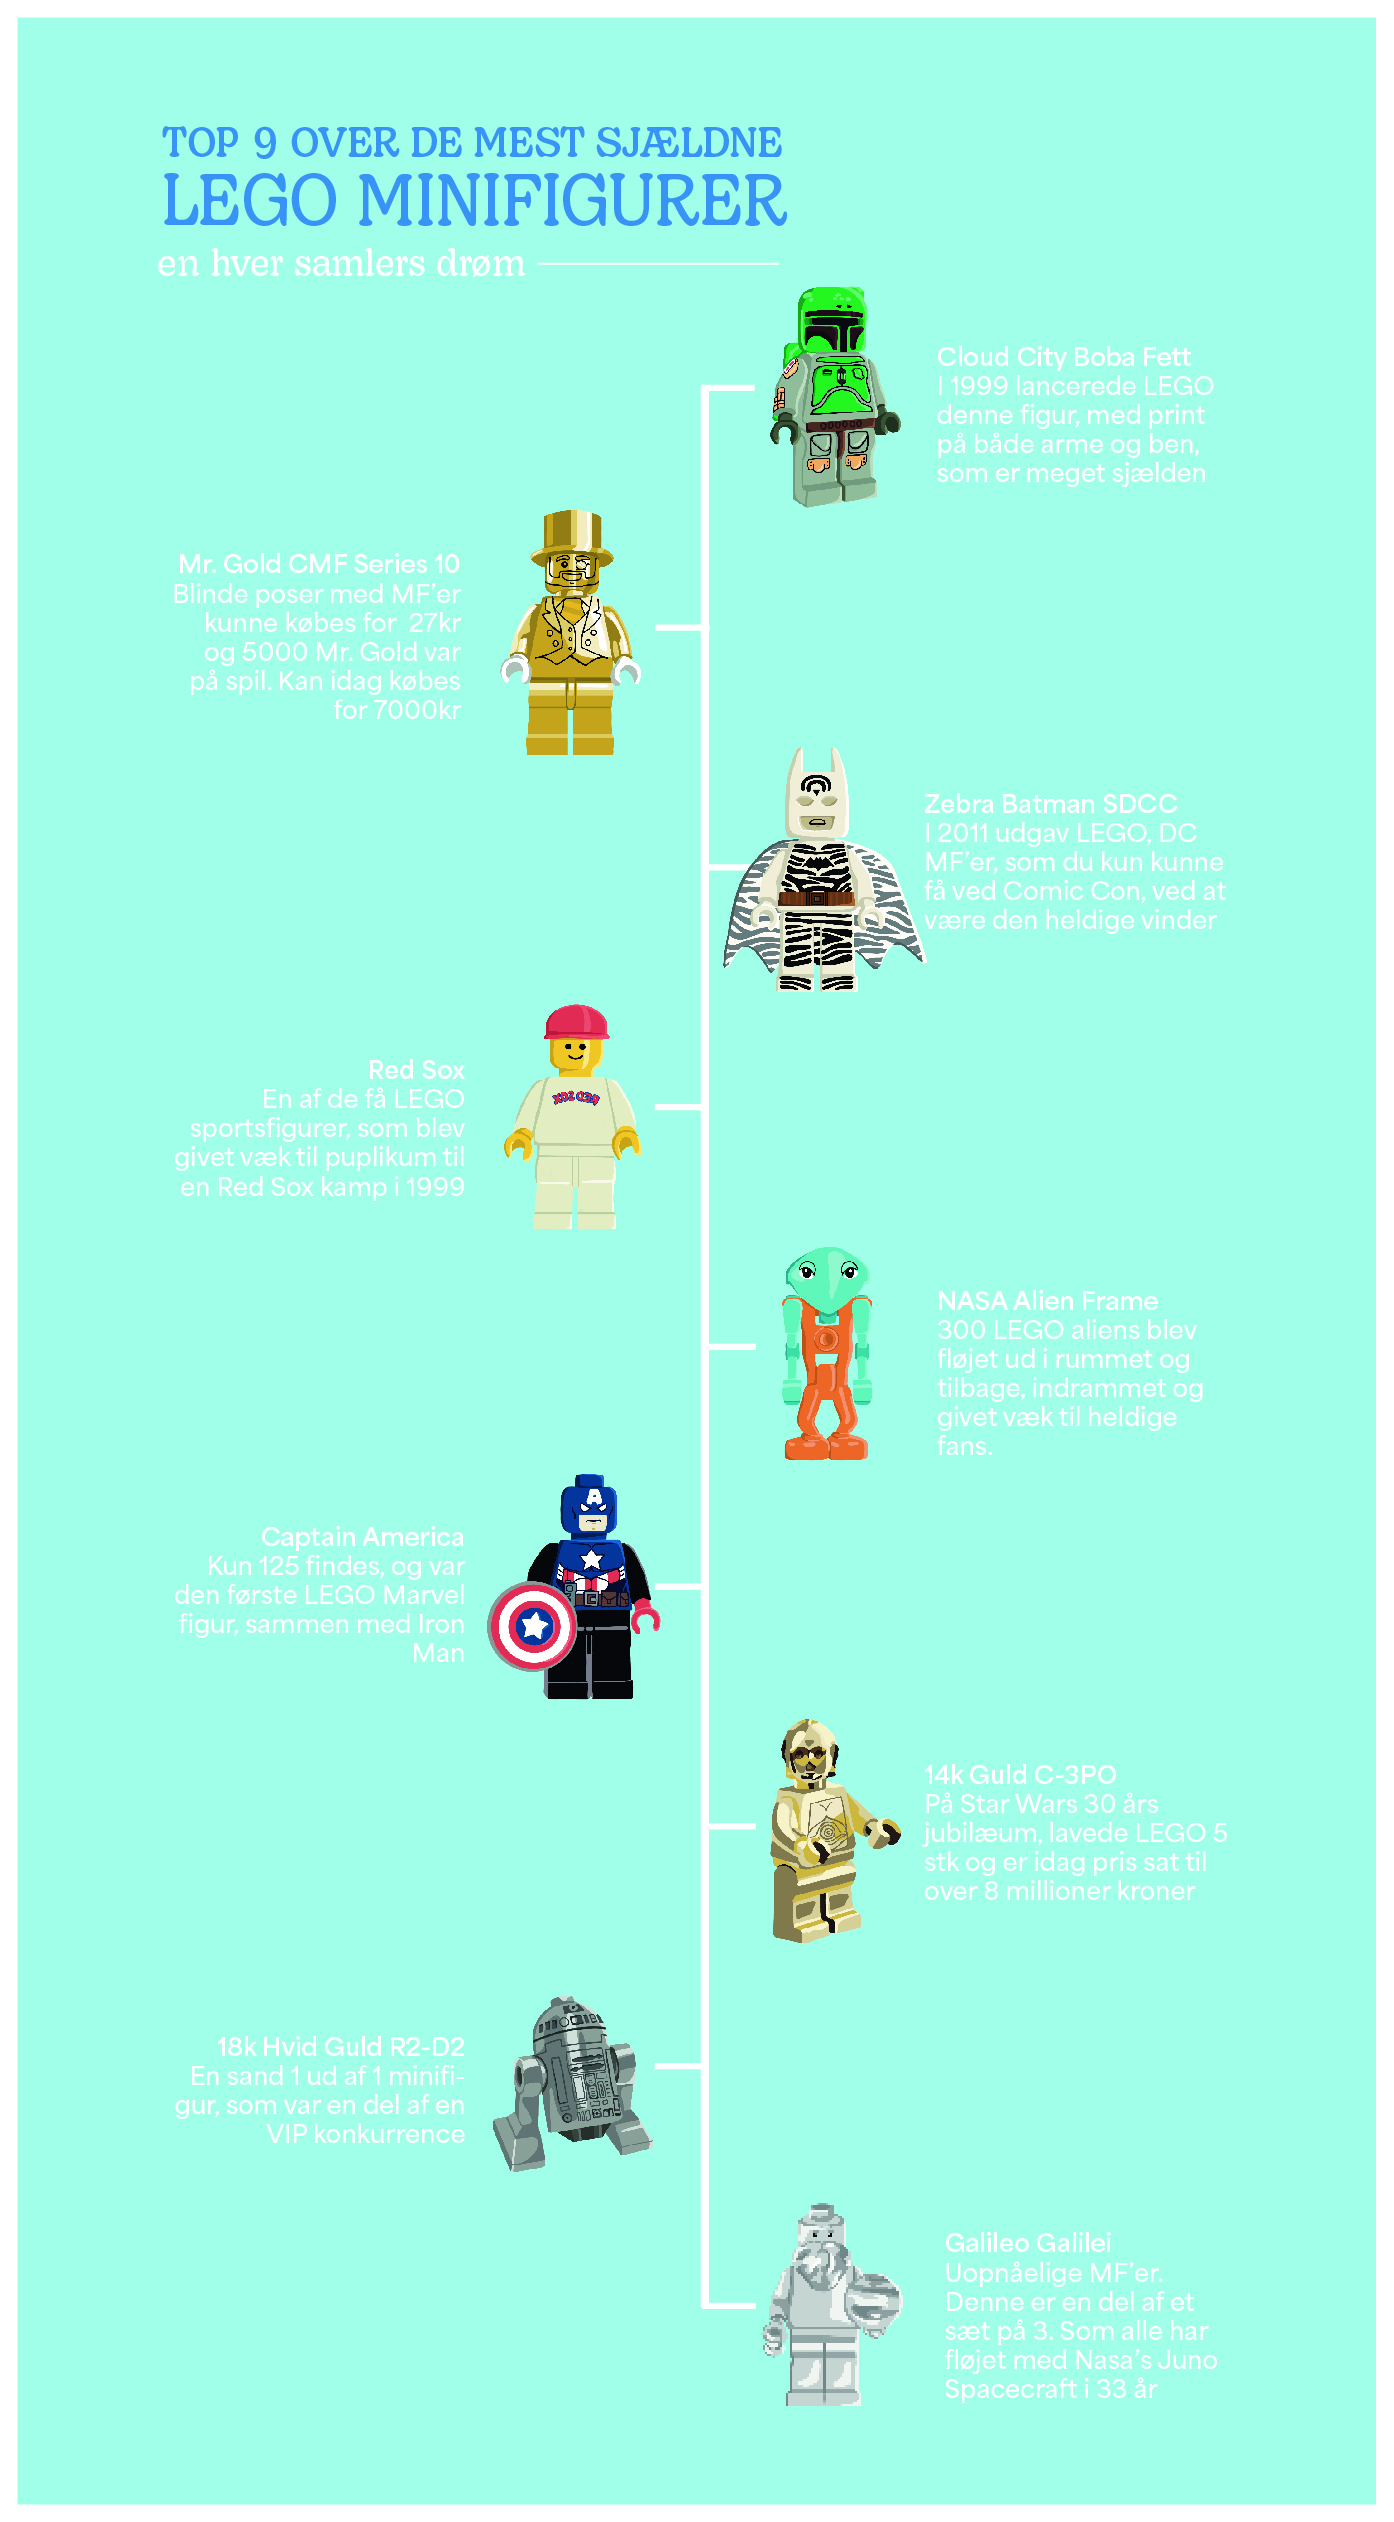 TOP 9 OVER DE MEST SJÆLDNE
LEGO MINIFIGURER
en hver samlers drøm
Cloud City Boba Fett
I 1999 lancerede LEGO
denne figur, med print
på både arme og ben,
som er meget sjælden
Mr. Gold CMF Series 10
Blinde poser med MF'er
kunne købes for 27kr
og 5000 Mr. Gold var
på spil. Kan idag købes
for 7000kr
Zebra Batman SDCC
I 2011 udgav LEGO, DC
MF'er, som du kun kunne
få ved Comic Con, ved at
være den heldige vinder
Red Sox
En af de få LEGO
sportsfigurer, som blev
givet væk til puplikum til
en Red Sox kamp i 1999
RED SOX
NASA Alien Frame
300 LEGO aliens blev
fløjet ud i rummet og
tilbage, indrammet og
givet væk til heldige
fans.
A
Captain America
Kun 125 findes, og var
den første LEGO Marvel
figur, sammen med Iron
Man
14k Guld C-3PO
På Star Wars 30 års
jubilæum, lavede LEGO 5
stk og er idag pris sat til
over 8 millioner kroner
18k Hvid Guld R2-D2
En sand 1 ud af 1 minifi-
gur, som var en del af en
VIP konkurrence
Galileo Galilei
Uopnåelige MF'er.
Denne er en del af et
sæt på 3. Som alle har
fløjet med Nasa's Juno
Spacecraft i 33 år